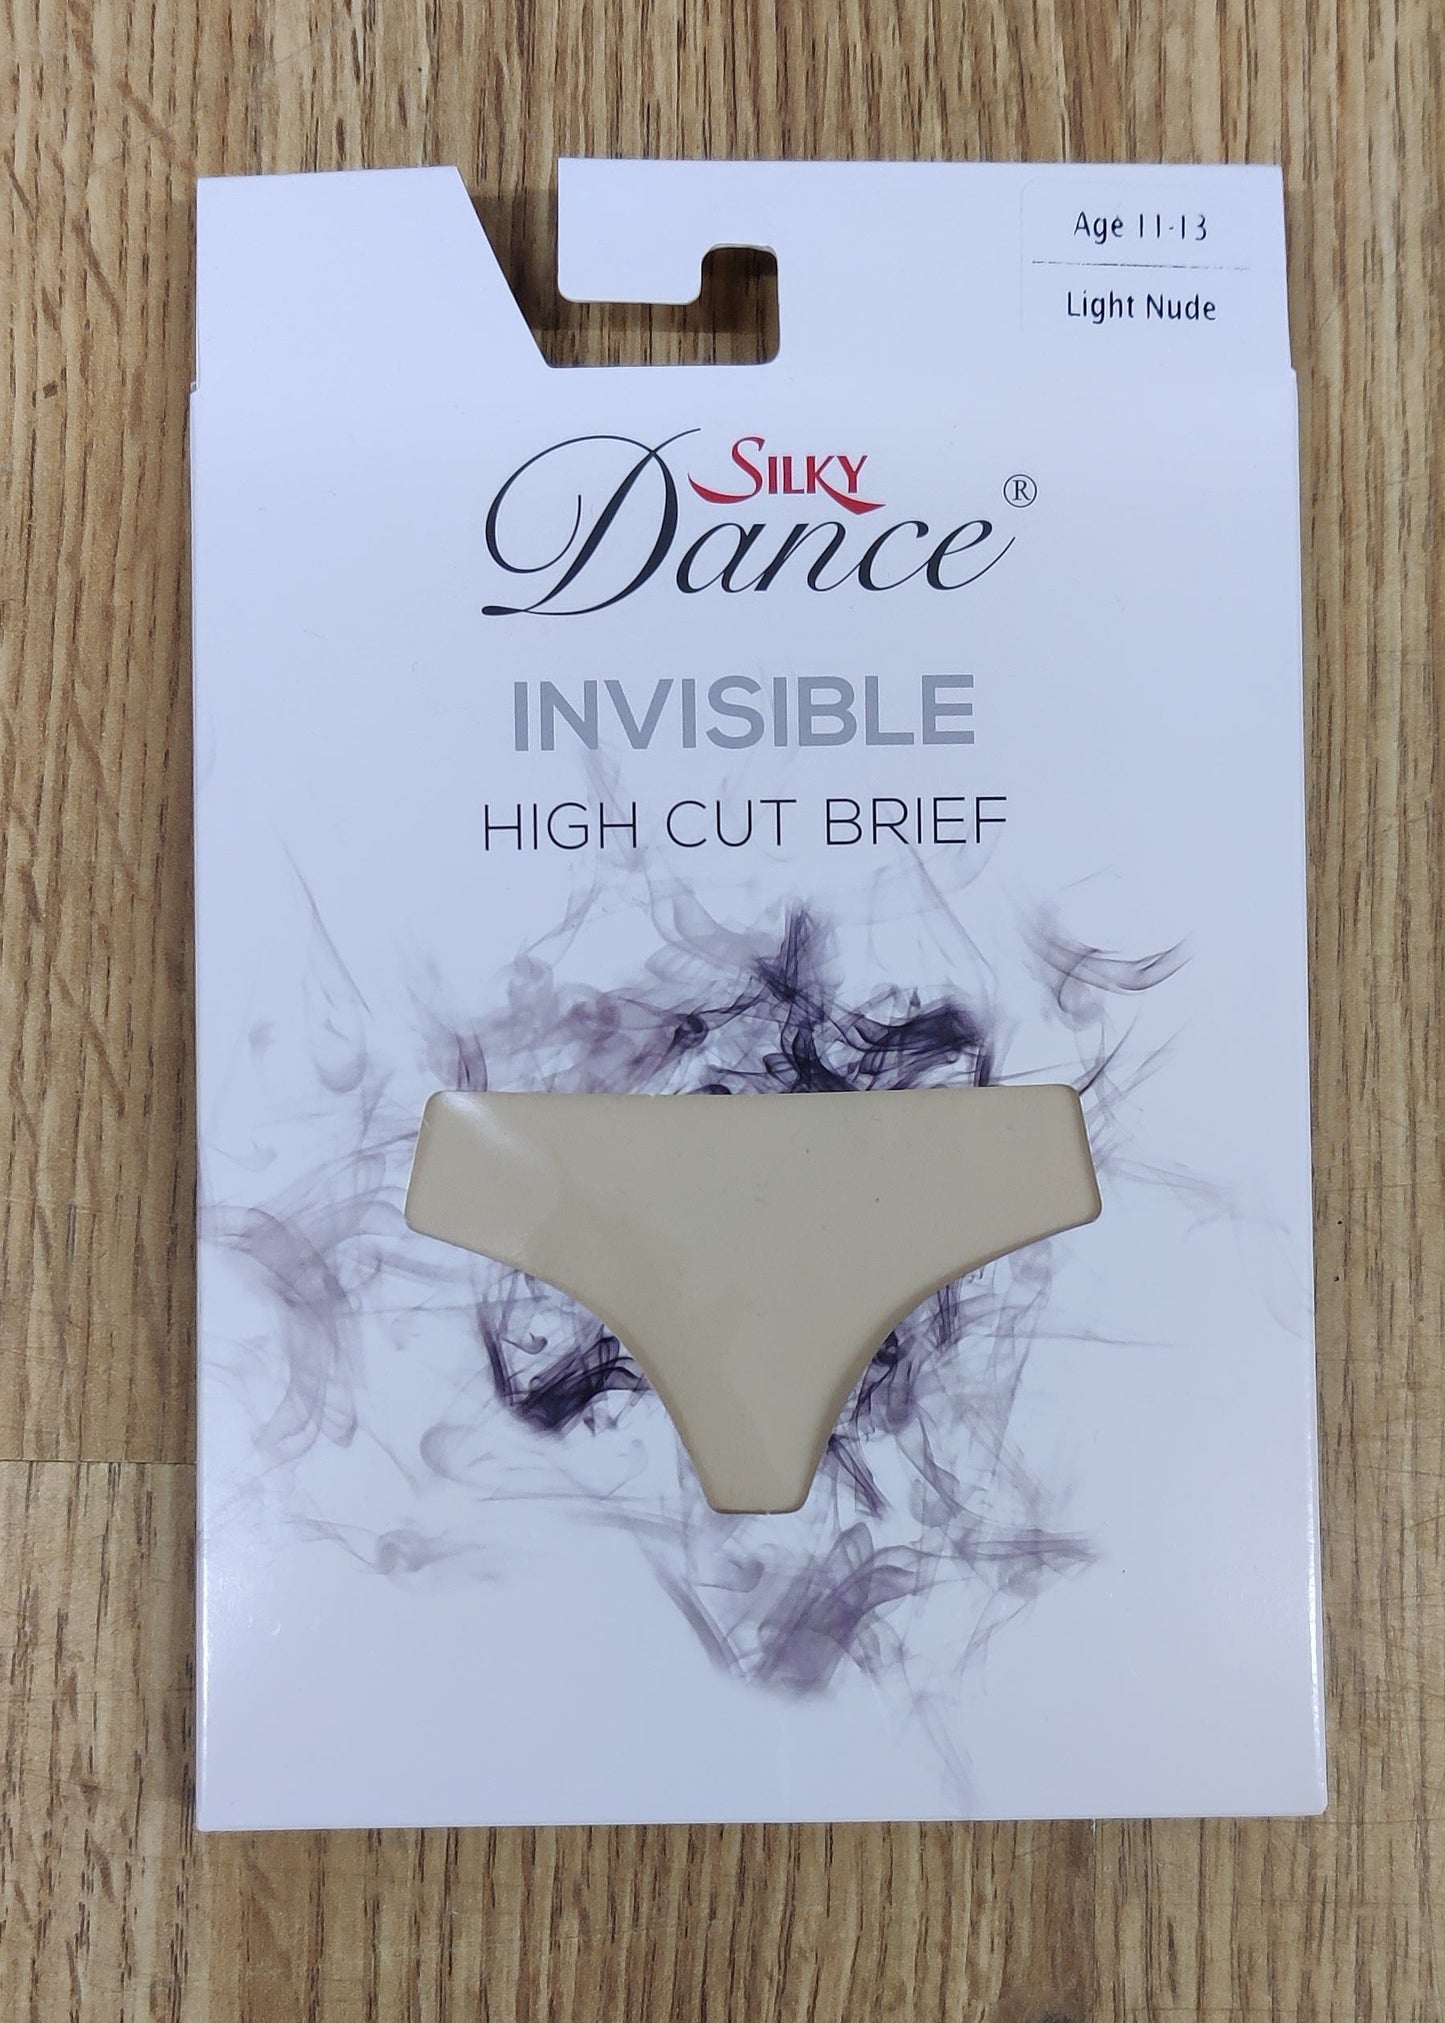 Age 11-13
Light Nude
SILKY
Dance®
INVISIBLE
HIGH CUT BRIEF